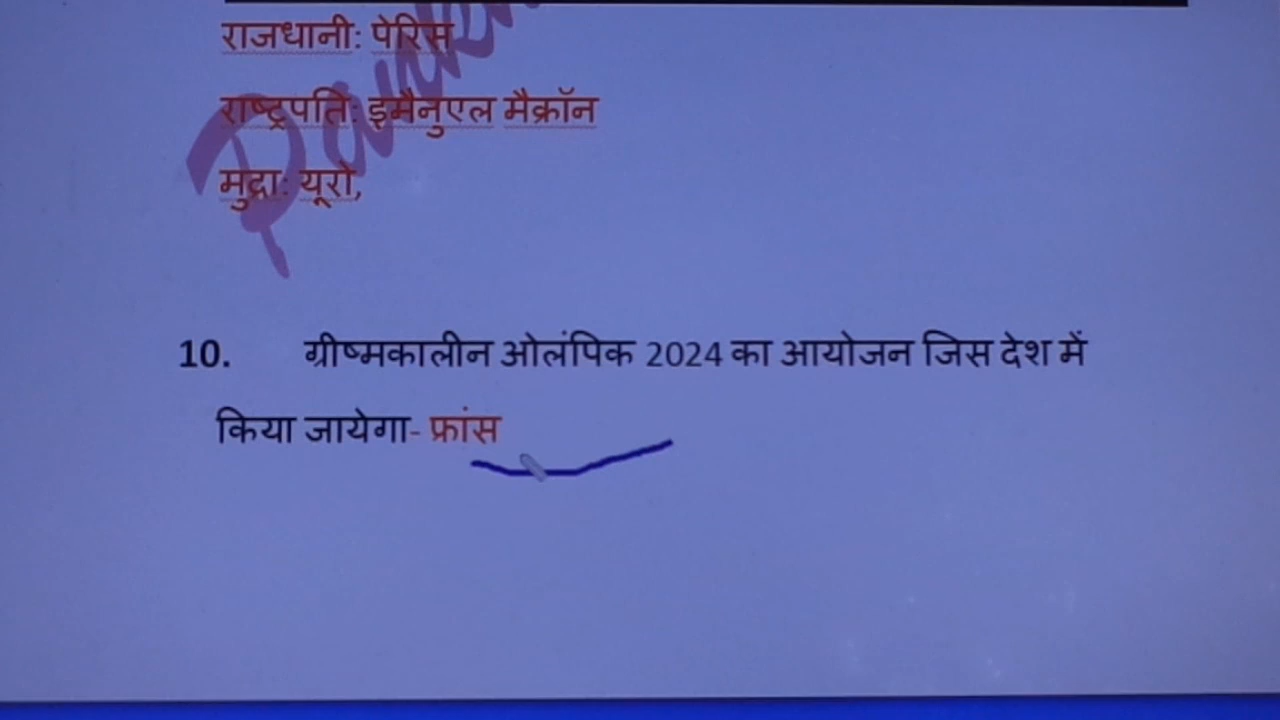 राजधानी: पेरिस
राष्ट्रपति: इमैनुएल मैक्रॉन
मुद्रा: यूरो,
10. ग्रीष्मकालीन ओलंपिक 2024 का आयोजन जिस देश में
किया जायेगा- फ्रांस